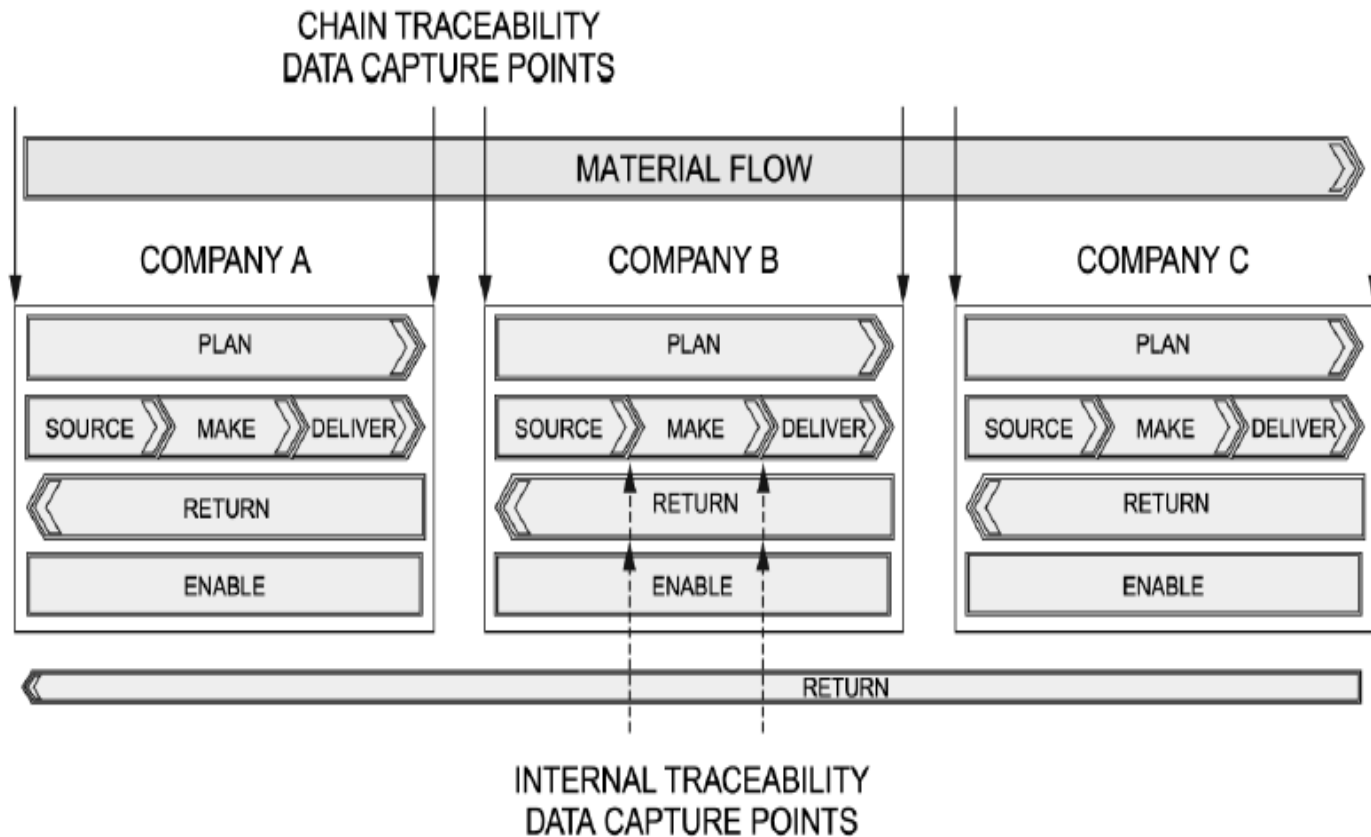 CHAIN TRACEABILITY
DATA CAPTURE POINTS
MATERIAL FLOW
COMPANY A
COMPANY B
COMPANY C
PLAN
PLAN
PLAN
SOURCE MAKE DELIVER
SOURCE MAKE DELIVER
SOURCE MAKE DELIVER
RETURN
RETURN
RETURN
ENABLE
ENABLE
ENABLE
RETURN
INTERNAL TRACEABILITY
DATA CAPTURE POINTS